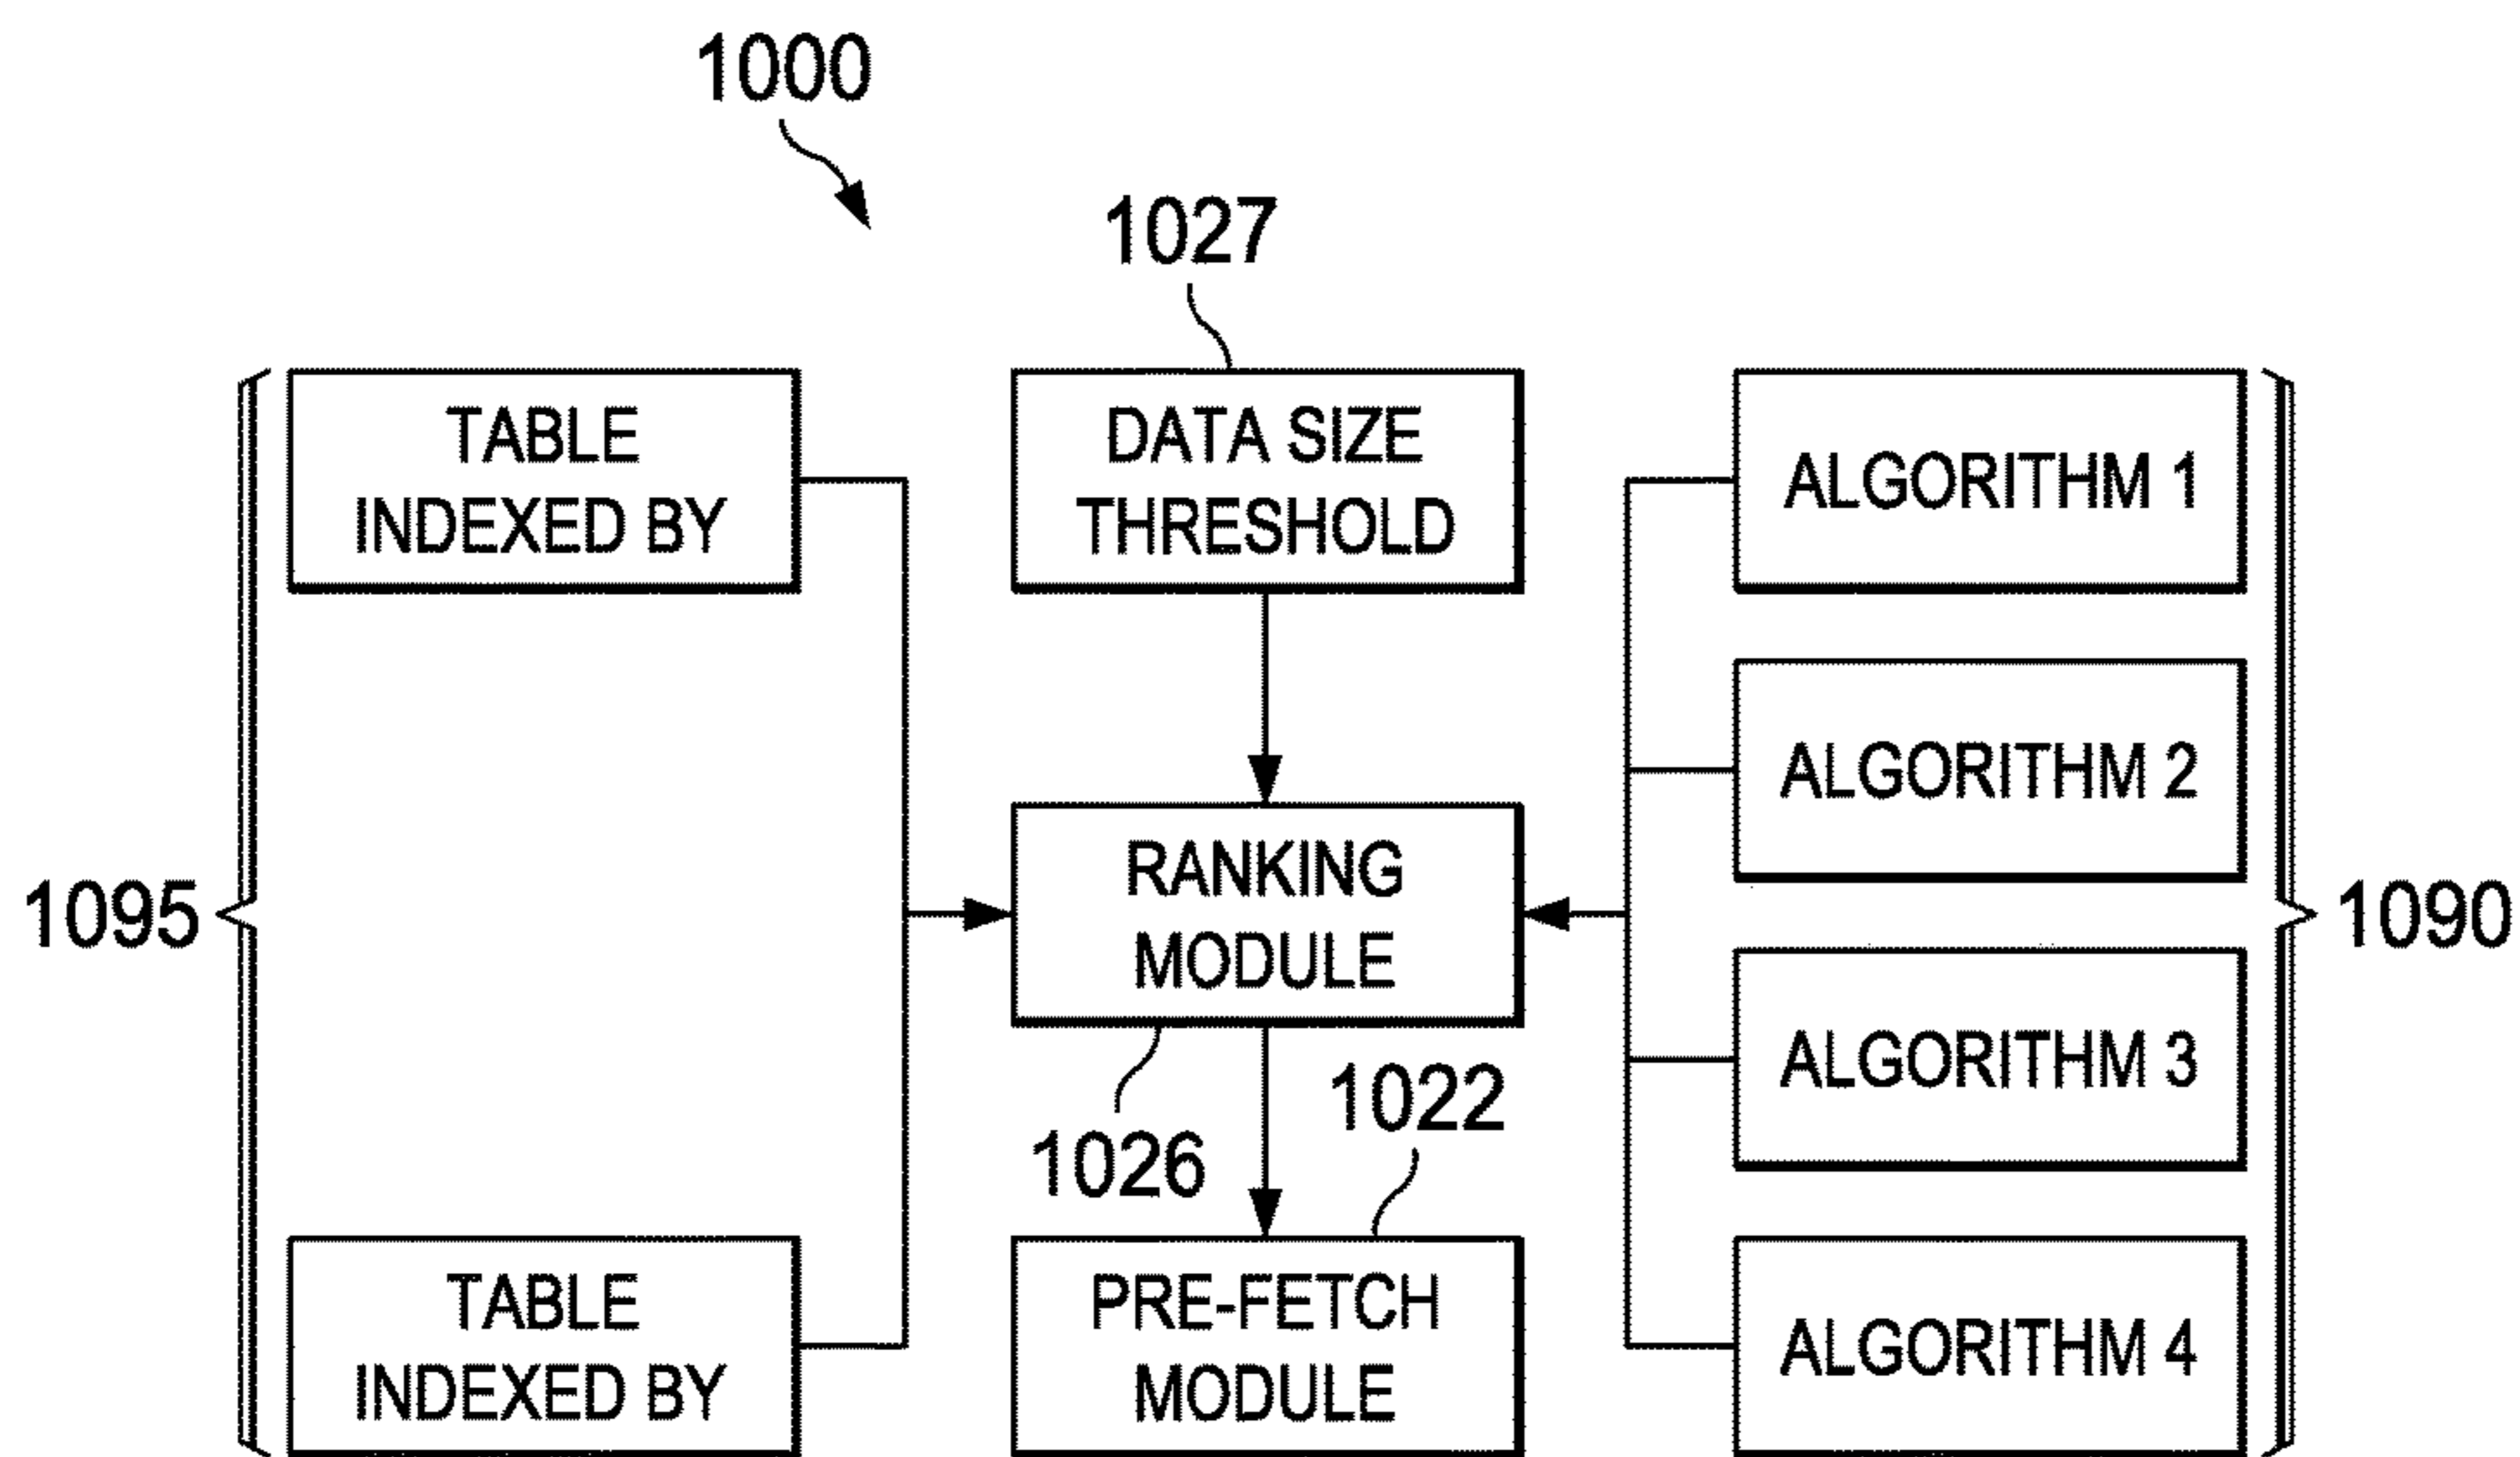 1000
1027
TABLE
INDEXED BY
DATA SIZE
THRESHOLD
ALGORITHM 1
ALGORITHM 2
1095
RANKING
MODULE
1090
ALGORITHM 3
1026
1022
TABLE
INDEXED BY
PRE-FETCH
MODULE
ALGORITHM 4